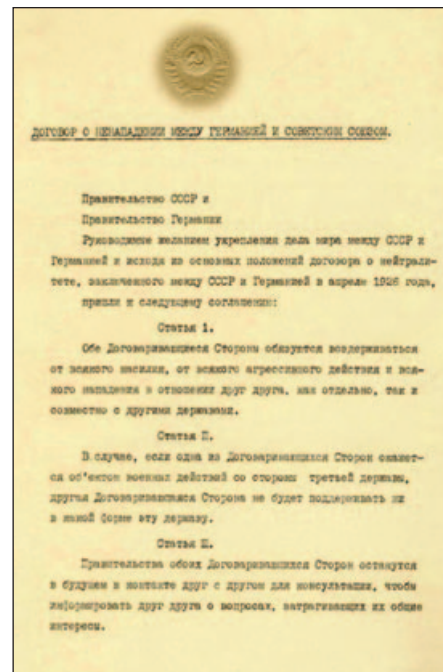 ДОГОВОР О НЕНАПАДЕНИИ МЕЖДУ ГЕРМАНИЕЙ И СОВЕТСКИМ СОЮЗОМ.
Правительство СССР и
Правительство Германии
Руководимые желанием укрепления дела мира между СССР и
Германией и исходя из основных положений договора о нейтрали-
тете, заключенного между СССР и Германией в апреле 1926 года,
пришли к следующему соглашению:
Статья 1.
Обе Договаривающиеся Стороны обязуются воздерживаться
от всякого насилия, от всякого агрессивного действия и вся-
кого нападения в отношении друг друга, как отдельно, так и
совместно с другими державами.
Статья П.
В случае, если одна из Договаривающихся Сторон окажет-
ся об'ектом военных действий со стороны третьей державы,
другая Договаривающаяся Сторона не будет поддерживать ни
в какой форме эту державу.
Статья Ш.
Правительства обоих Договаривающихся Сторон останутся
в будущем в контакте друг с другом для консультации, чтобы
информировать друг друга о вопросах, затрагивающих их общие
интересы.